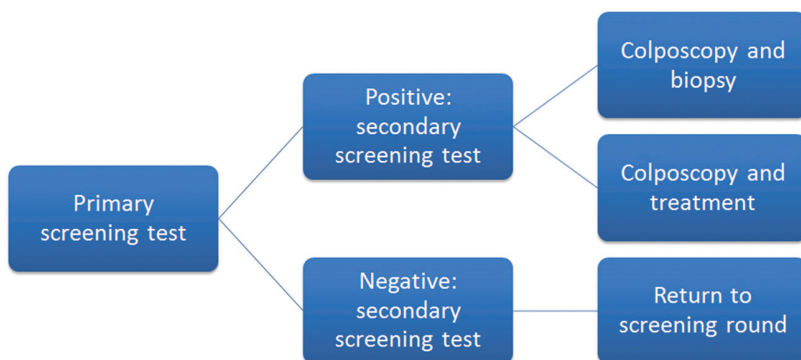 Primary
screening test
Positive:
secondary
screening test
Negative:
secondary
screening test
Colposcopy and
biopsy
Colposcopy and
treatment
Return to
screening round